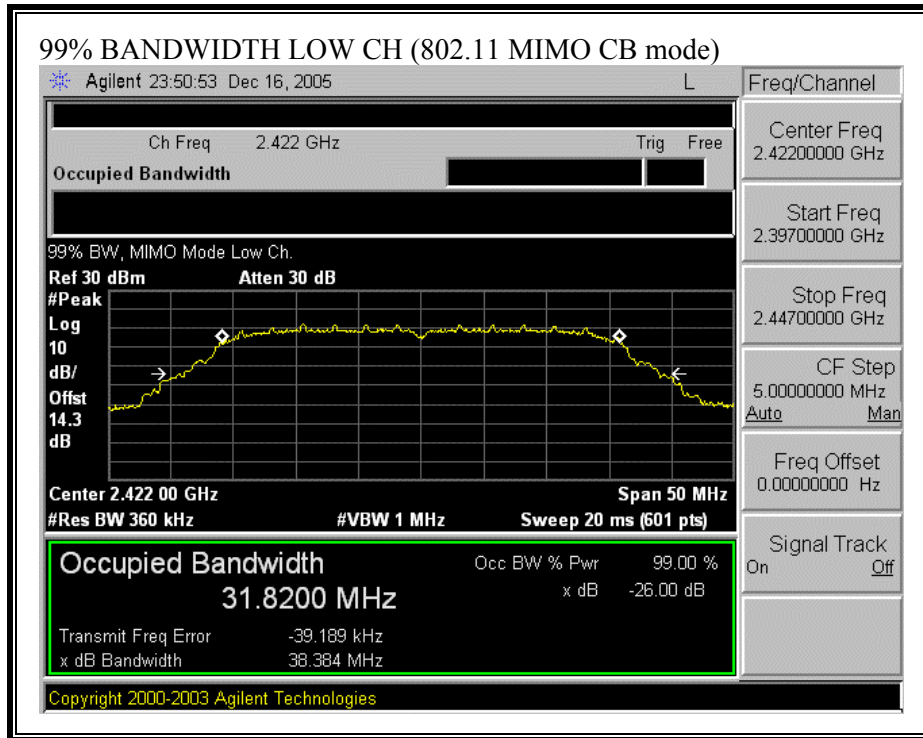 99% BANDWIDTH LOW CH (802.11 MIMO CB mode)
Agilent 23:50:53 Dec 16, 2005 L
Freq/Channel
Ch Freq 2.422 GHz Trig Free
Occupied Bandwidth
Center Freq
2.42200000 GHz
Start Freq
2.39700000 GHz
Stop Freq
2.44700000 GHz
CF Step
5.00000000 MHz
Auto Man
Freq Offset
0.00000000 Hz
Signal Track
On Off
99% BW, MIMO Mode Low Ch.
Ref 30 dBm Atten 30 dB
#Peak
Log
10
dB/
Offst
14.3
dB
Center 2.422 00 GHz Span 50 MHz
#Res BW 360 kHz #VBW 1 MHz Sweep 20 ms (601 pts)
Occupied Bandwidth Occ BW % Pwr 99.00 %
31.8200 MHz x dB -26.00 dB
Transmit Freq Error -39.189 kHz
x dB Bandwidth 38.384 MHz
Copyright 2000-2003 Agilent Technologies